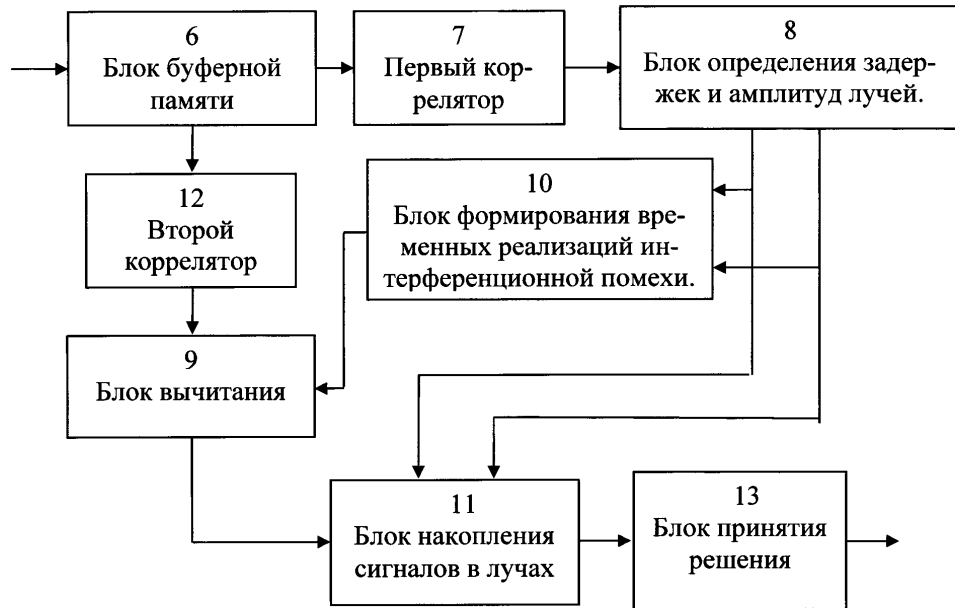 6
Блок буферной
памяти
7
Первый кор-
релятор
8
Блок определения задер-
жек и амплитуд лучей.
12
Второй
коррелятор
10
Блок формирования вре-
менных реализаций ин-
терференционной помехи.
9
Блок вычитания
11
Блок накопления
сигналов в лучах
13
Блок принятия
решения